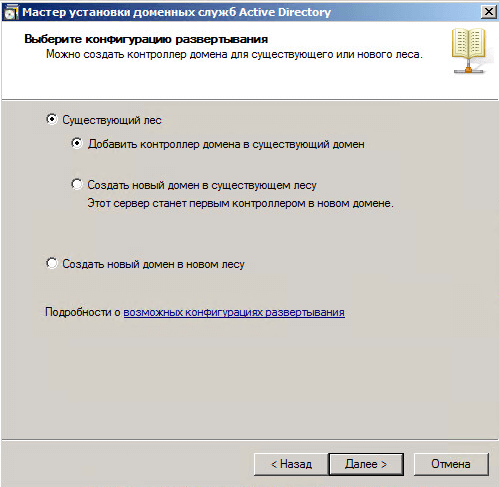 Мастер установки доменных служб Active Directory
Выберите конфигурацию развертывания
Можно создать контроллер домена для существующего или нового леса.
Существующий лес
Добавить контроллер домена в существующий домен
Создать новый домен в существующем лесу
Этот сервер станет первым контроллером в новом домене.
Создать новый домен в новом лесу
Подробности о возможных конфигурациях развертывания
< Назад
Далее >
Отмена